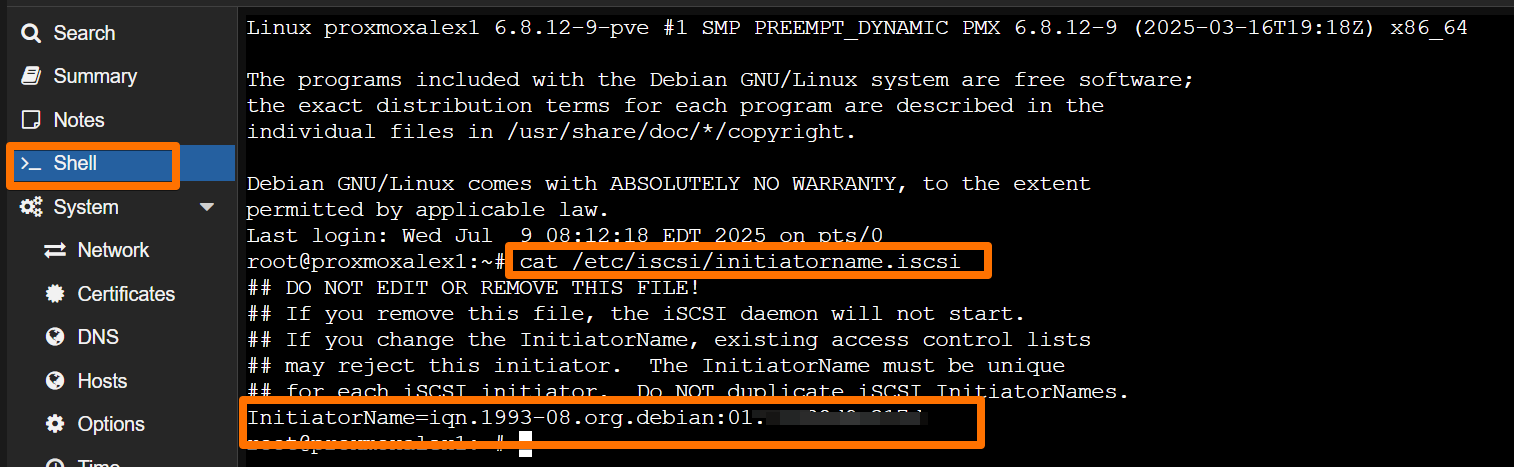 Search
Summary
Notes
Shell
System
Network
Certificates
DNS
Hosts
Options
Time
Linux proxmoxalex1 6.8.12-9-pve #1 SMP PREEMPT_DYNAMIC PMX 6.8.12-9 (2025-03-16T19:18Z) x86_64
The programs included with the Debian GNU/Linux system are free software;
the exact distribution terms for each program are described in the
individual files in /usr/share/doc/*/copyright.
Debian GNU/Linux comes with ABSOLUTELY NO WARRANTY, to the extent
permitted by applicable law.
Last login: Wed Jul  9 08:12:18 EDT 2025 on pts/0
root@proxmoxalex1:~# cat /etc/iscsi/initiatorname.iscsi
## DO NOT EDIT OR REMOVE THIS FILE!
## If you remove this file, the iSCSI daemon will not start.
## If you change the InitiatorName, existing access control lists
## may reject this initiator.  The InitiatorName must be unique
## for each iSCSI initiator.  Do NOT duplicate iSCSI InitiatorNames.
InitiatorName=iqn.1993-08.org.debian:01:
root@proxmoxalex1:~#